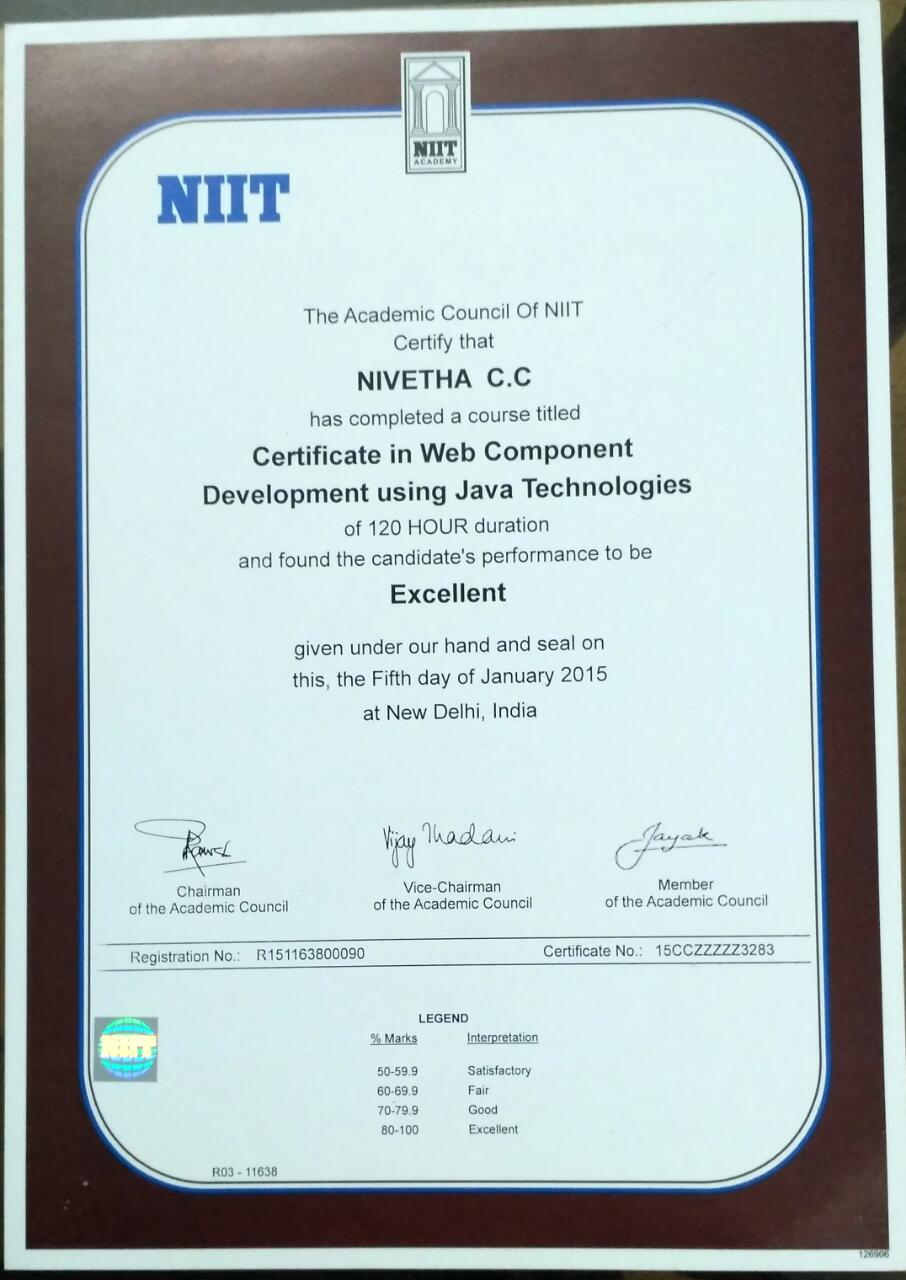 NIIT
ACADEMY
NIIT
The Academic Council Of NIIT
Certify that
NIVETHA C.C
has completed a course titled
Certificate in Web Component
Development using Java Technologies
of 120 HOUR duration
and found the candidate's performance to be
Excellent
given under our hand and seal on
this, the Fifth day of January 2015
at New Delhi, India
Vijay Thadani
Jayak
Chairman
of the Academic Council
Vice-Chairman
of the Academic Council
Member
of the Academic Council
Registration No.: R151163800090
Certificate No.: 15CCZZZZZ3283
NIIT
LEGEND
% Marks Interpretation
50-59.9 Satisfactory
60-69.9 Fair
70-79.9 Good
80-100 Excellent
R03 - 11638
126906